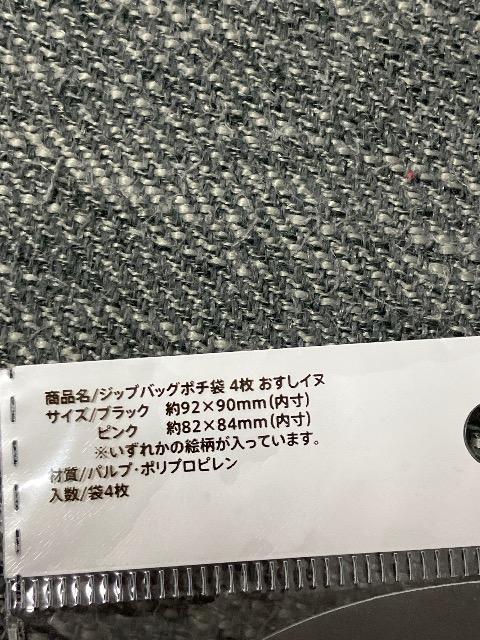 商品名/ジップバッグポチ袋 4枚 おすしイヌ
サイズ/ブラック 約92×90mm(内寸)
ピンク 約82×84mm(内寸)
※いずれかの絵柄が入っています。
材質/パルプ・ポリプロピレン
入数/袋4枚